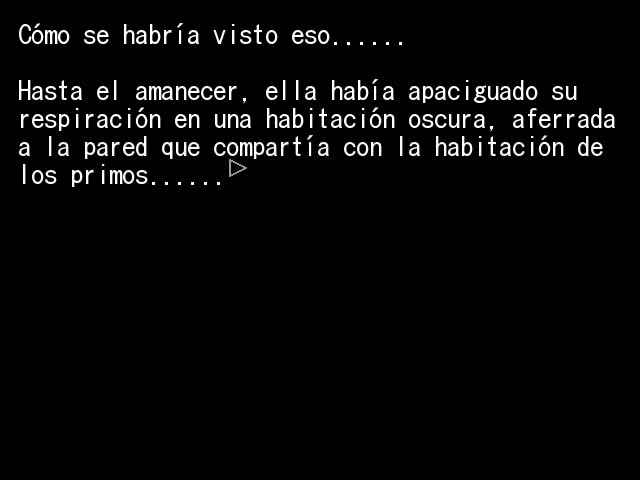 Cómo se habría visto eso......
Hasta el amanecer, ella había apaciguado su
respiración en una habitación oscura, aferrada
a la pared que compartía con la habitación de
los primos......